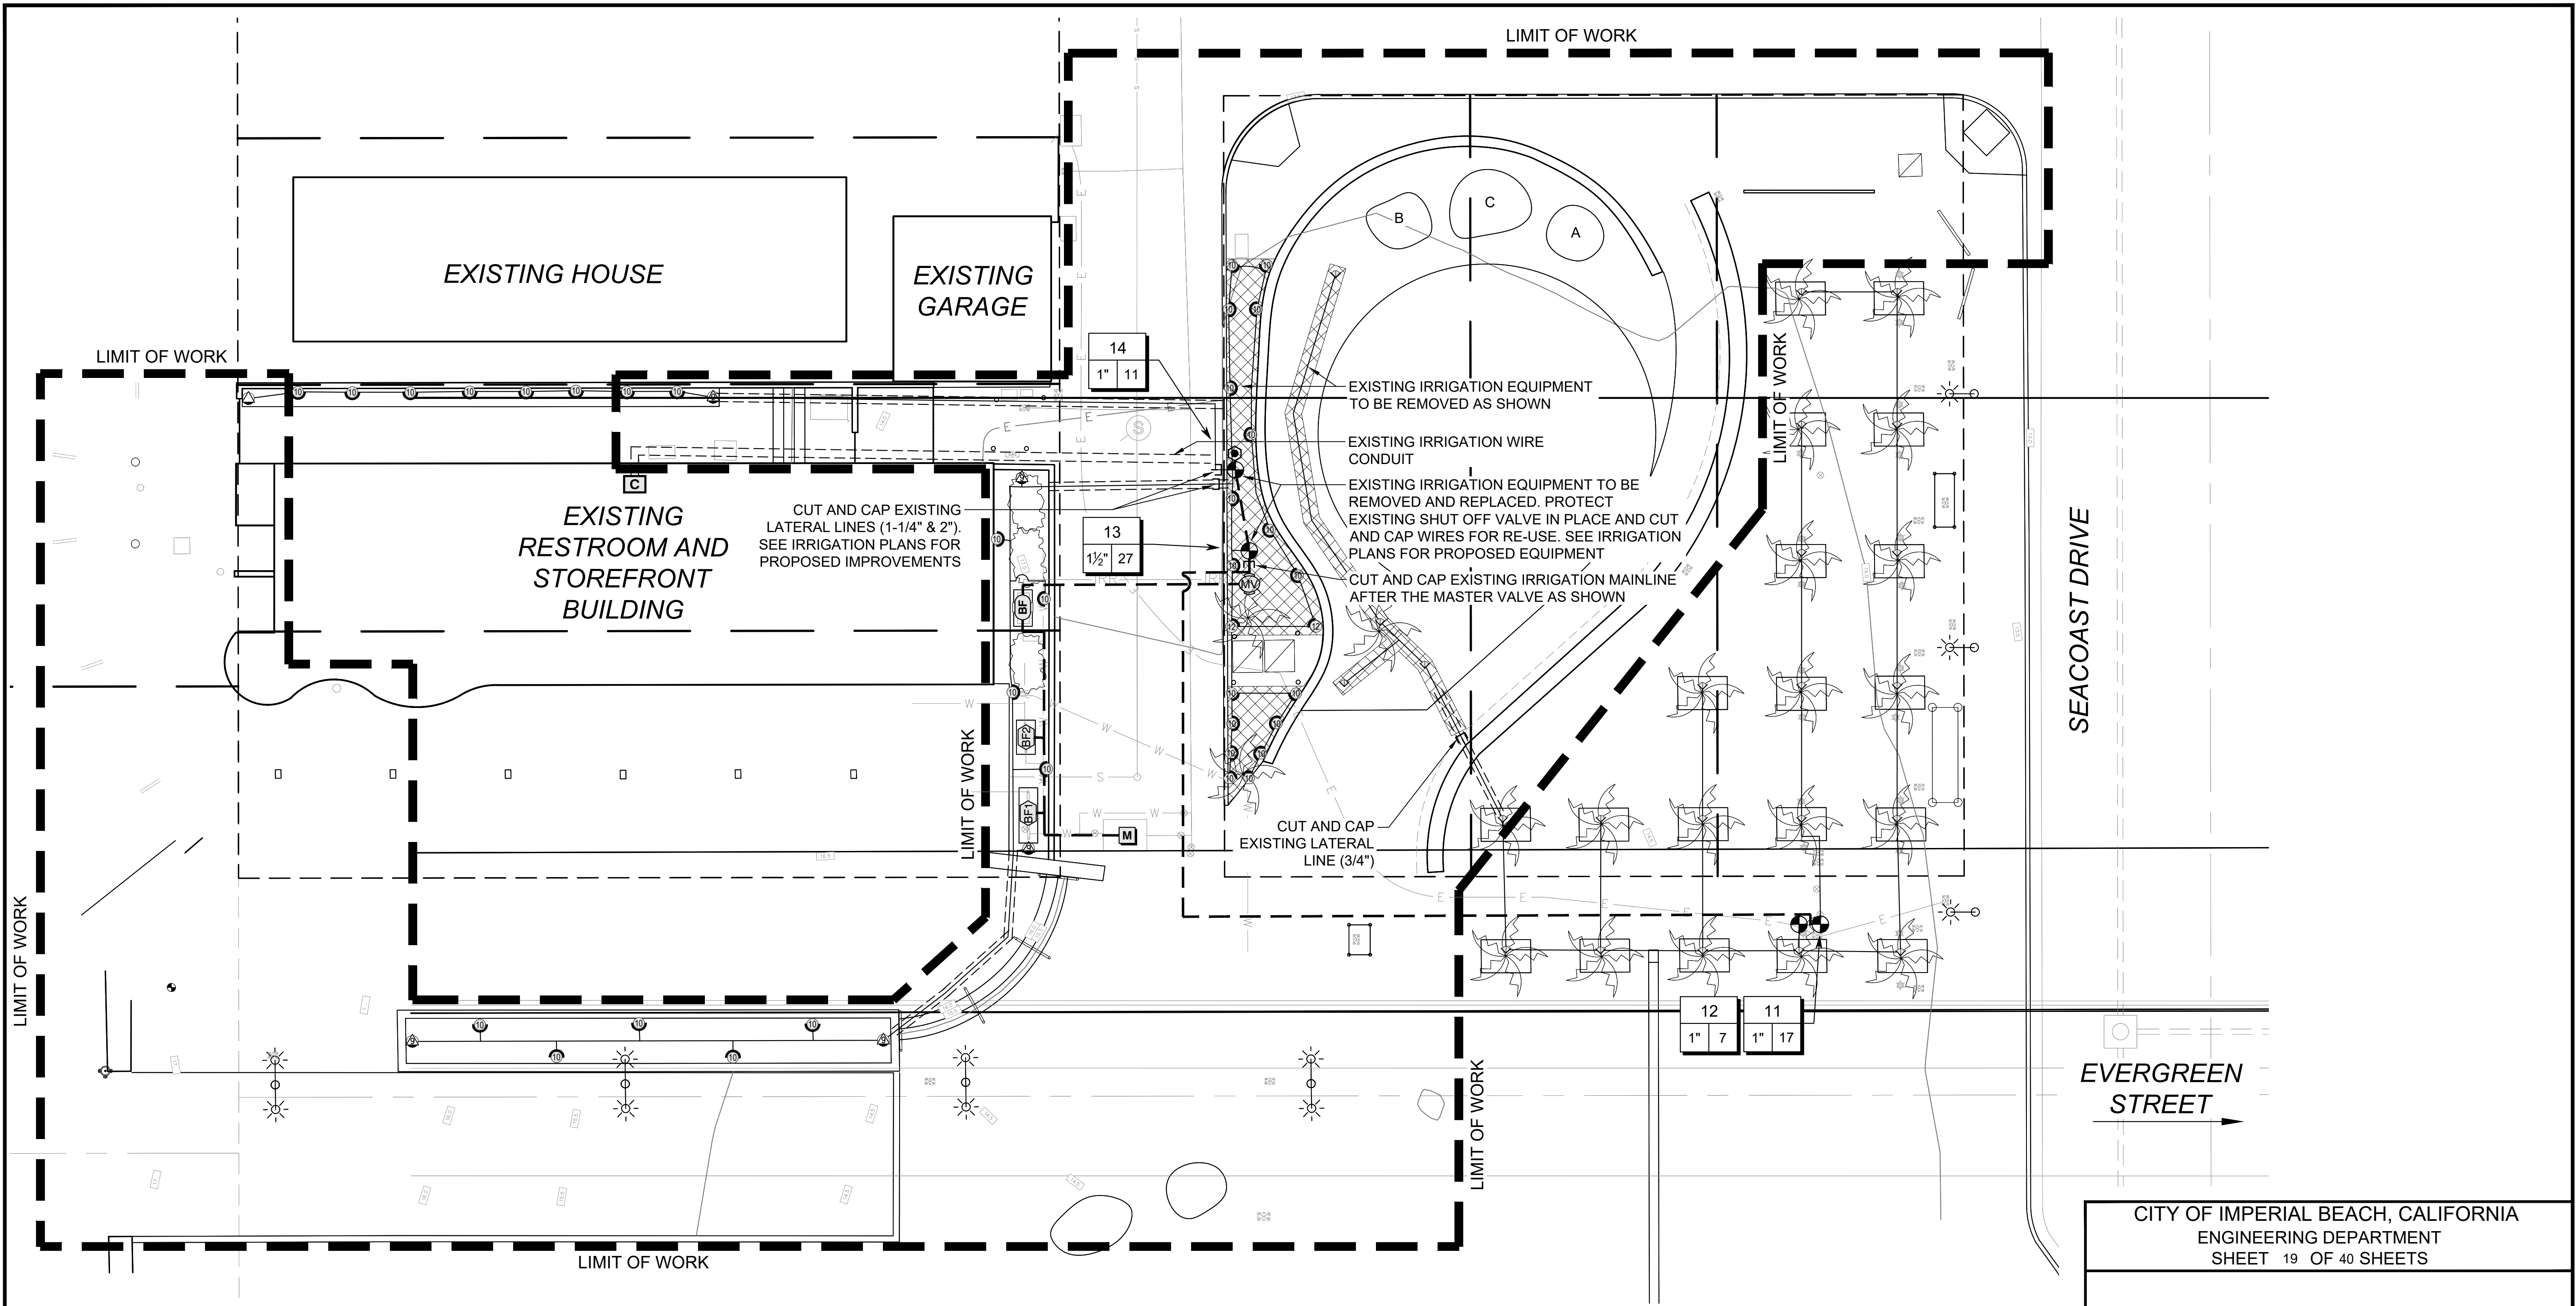 LIMIT OF WORK
EXISTING HOUSE
EXISTING
GARAGE
LIMIT OF WORK
14
1" 11
B
C
A
EXISTING IRRIGATION EQUIPMENT
TO BE REMOVED AS SHOWN
EXISTING IRRIGATION WIRE
CONDUIT
EXISTING IRRIGATION EQUIPMENT TO BE
REMOVED AND REPLACED. PROTECT
EXISTING SHUT OFF VALVE IN PLACE AND CUT
AND CAP WIRES FOR RE-USE. SEE IRRIGATION
PLANS FOR PROPOSED EQUIPMENT
CUT AND CAP EXISTING IRRIGATION MAINLINE
AFTER THE MASTER VALVE AS SHOWN
LIMIT OF WORK
C
EXISTING
RESTROOM AND
STOREFRONT
BUILDING
CUT AND CAP EXISTING
LATERAL LINES (1-1/4" & 2").
SEE IRRIGATION PLANS FOR
PROPOSED IMPROVEMENTS
13
1½" 27
MV
BF
BF2
BF1
M
S
SEACOAST DRIVE
LIMIT OF WORK
CUT AND CAP
EXISTING LATERAL
LINE (3/4")
LIMIT OF WORK
12
1" 7
11
1" 17
LIMIT OF WORK
EVERGREEN
STREET
LIMIT OF WORK
CITY OF IMPERIAL BEACH, CALIFORNIA
ENGINEERING DEPARTMENT
SHEET 19 OF 40 SHEETS